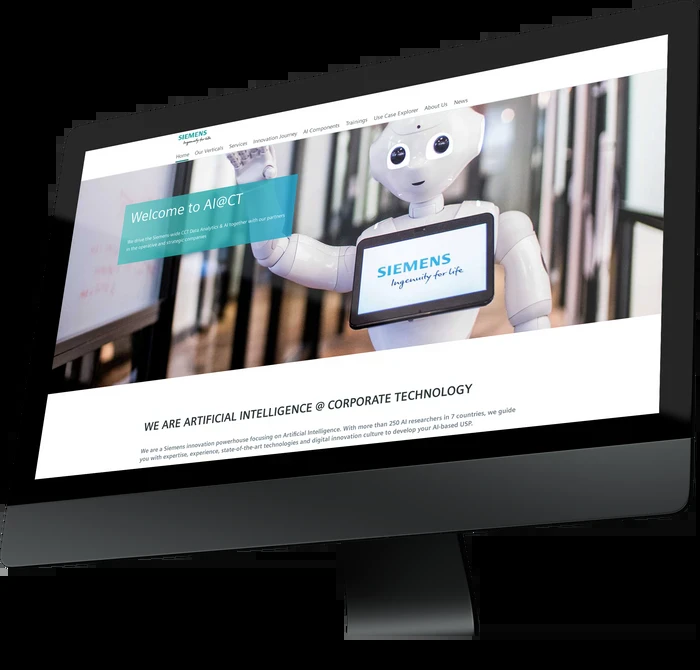 SIEMENS
Ingenuity for life
Home Our Verticals Services Innovation Journey AI Components Trainings Use Case Explorer About Us News
Welcome to AI@CT
We drive the Siemens-wide CCT Data Analytics & AI together with our partners
in the operative and strategic companies.
SIEMENS
Ingenuity for life
WE ARE ARTIFICIAL INTELLIGENCE @ CORPORATE TECHNOLOGY
We are a Siemens innovation powerhouse focusing on Artificial Intelligence. With more than 250 AI researchers in 7 countries, we guide
you with expertise, experience, state-of-the-art technologies and digital innovation culture to develop your AI-based USP.